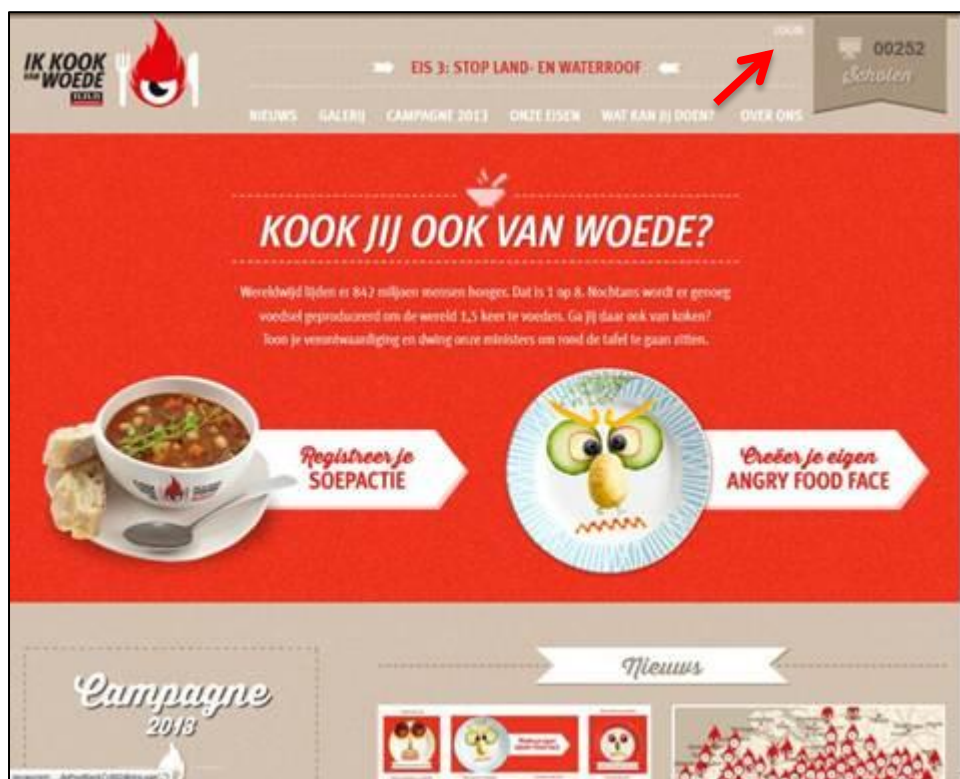 IK KOOK
VAN WOEDE
11.11.11
LOGIN
EIS 3: STOP LAND- EN WATERROOF
00252
Scholen
NIEUWS GALERIJ CAMPAGNE 2013 ONZE EISEN WAT KAN JIJ DOEN? OVER ONS
KOOK JIJ OOK VAN WOEDE?
Wereldwijd lijden er 842 miljoen mensen honger. Dat is 1 op 8. Nochtans wordt er genoeg
voedsel geproduceerd om de wereld 1,5 keer te voeden. Ga jij daar ook van koken?
Toon je verontwaardiging en dwing onze ministers om rond de tafel te gaan zitten.
Registreer je
SOEPACTIE
Creëer je eigen
ANGRY FOOD FACE
Campagne
2013
Nieuws